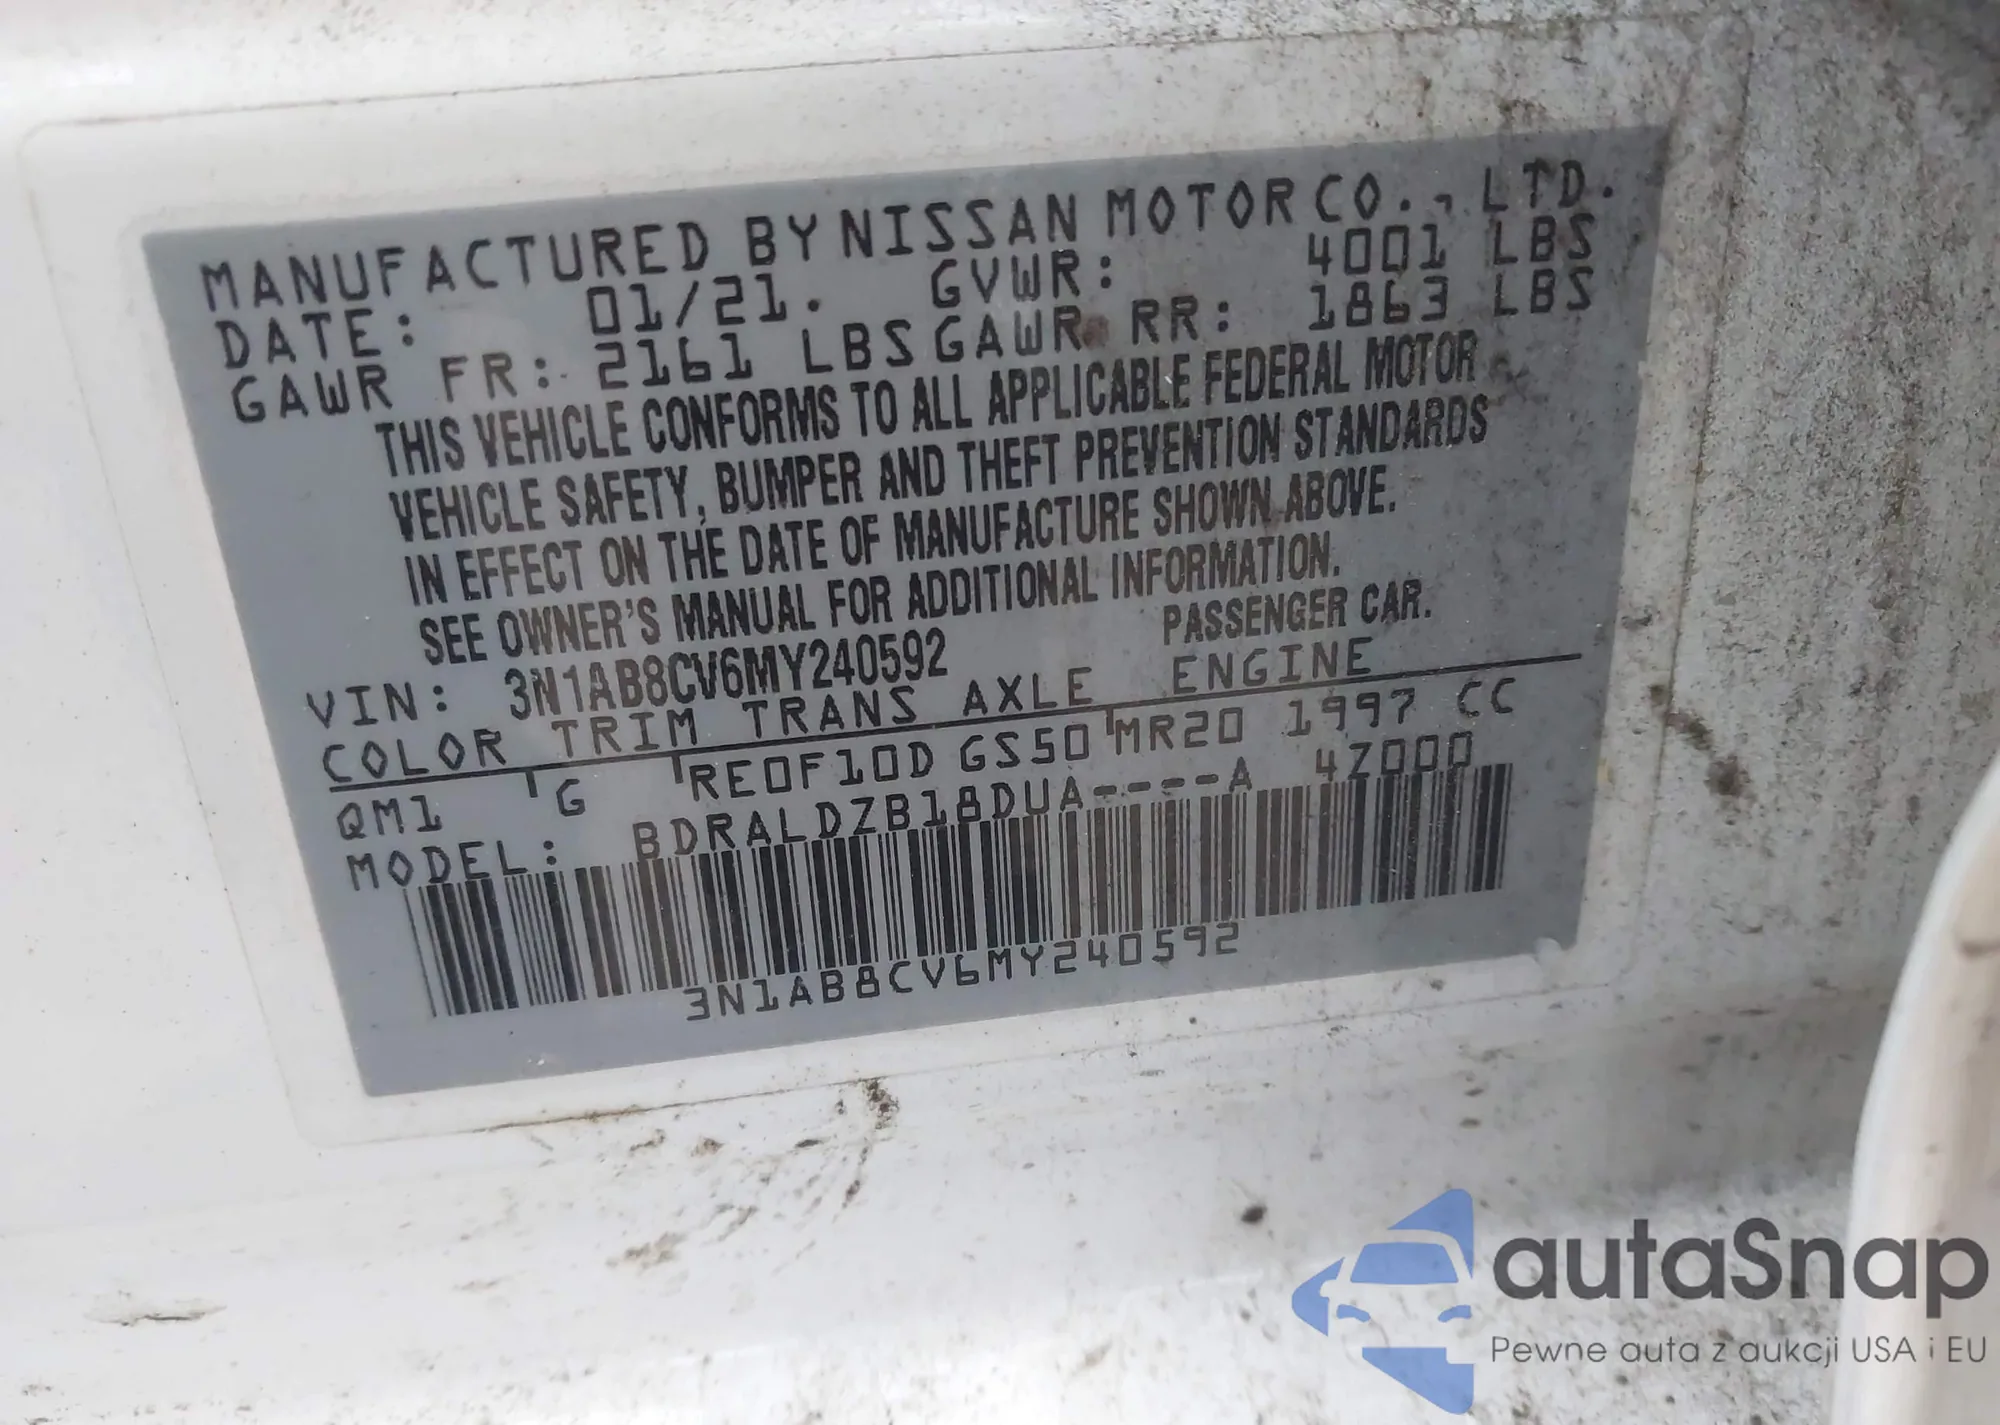 MANUFACTURED BY NISSAN MOTOR CO., LTD.
DATE: 01/21. GVWR: 4001 LBS
GAWR FR: 2161 LBS GAWR RR: 1863 LBS
THIS VEHICLE CONFORMS TO ALL APPLICABLE FEDERAL MOTOR
VEHICLE SAFETY, BUMPER AND THEFT PREVENTION STANDARDS
IN EFFECT ON THE DATE OF MANUFACTURE SHOWN ABOVE.
SEE OWNER'S MANUAL FOR ADDITIONAL INFORMATION.
VIN: 3N1AB8CV6MY240592 PASSENGER CAR.
COLOR TRIM TRANS AXLE ENGINE
QM1 G RE0F10D GS50 MR20 1997 CC
MODEL: BDRALDZB18DUA----A 4Z000
3N1AB8CV6MY240592
autaSnap
Pewne auta z aukcji USA i EU